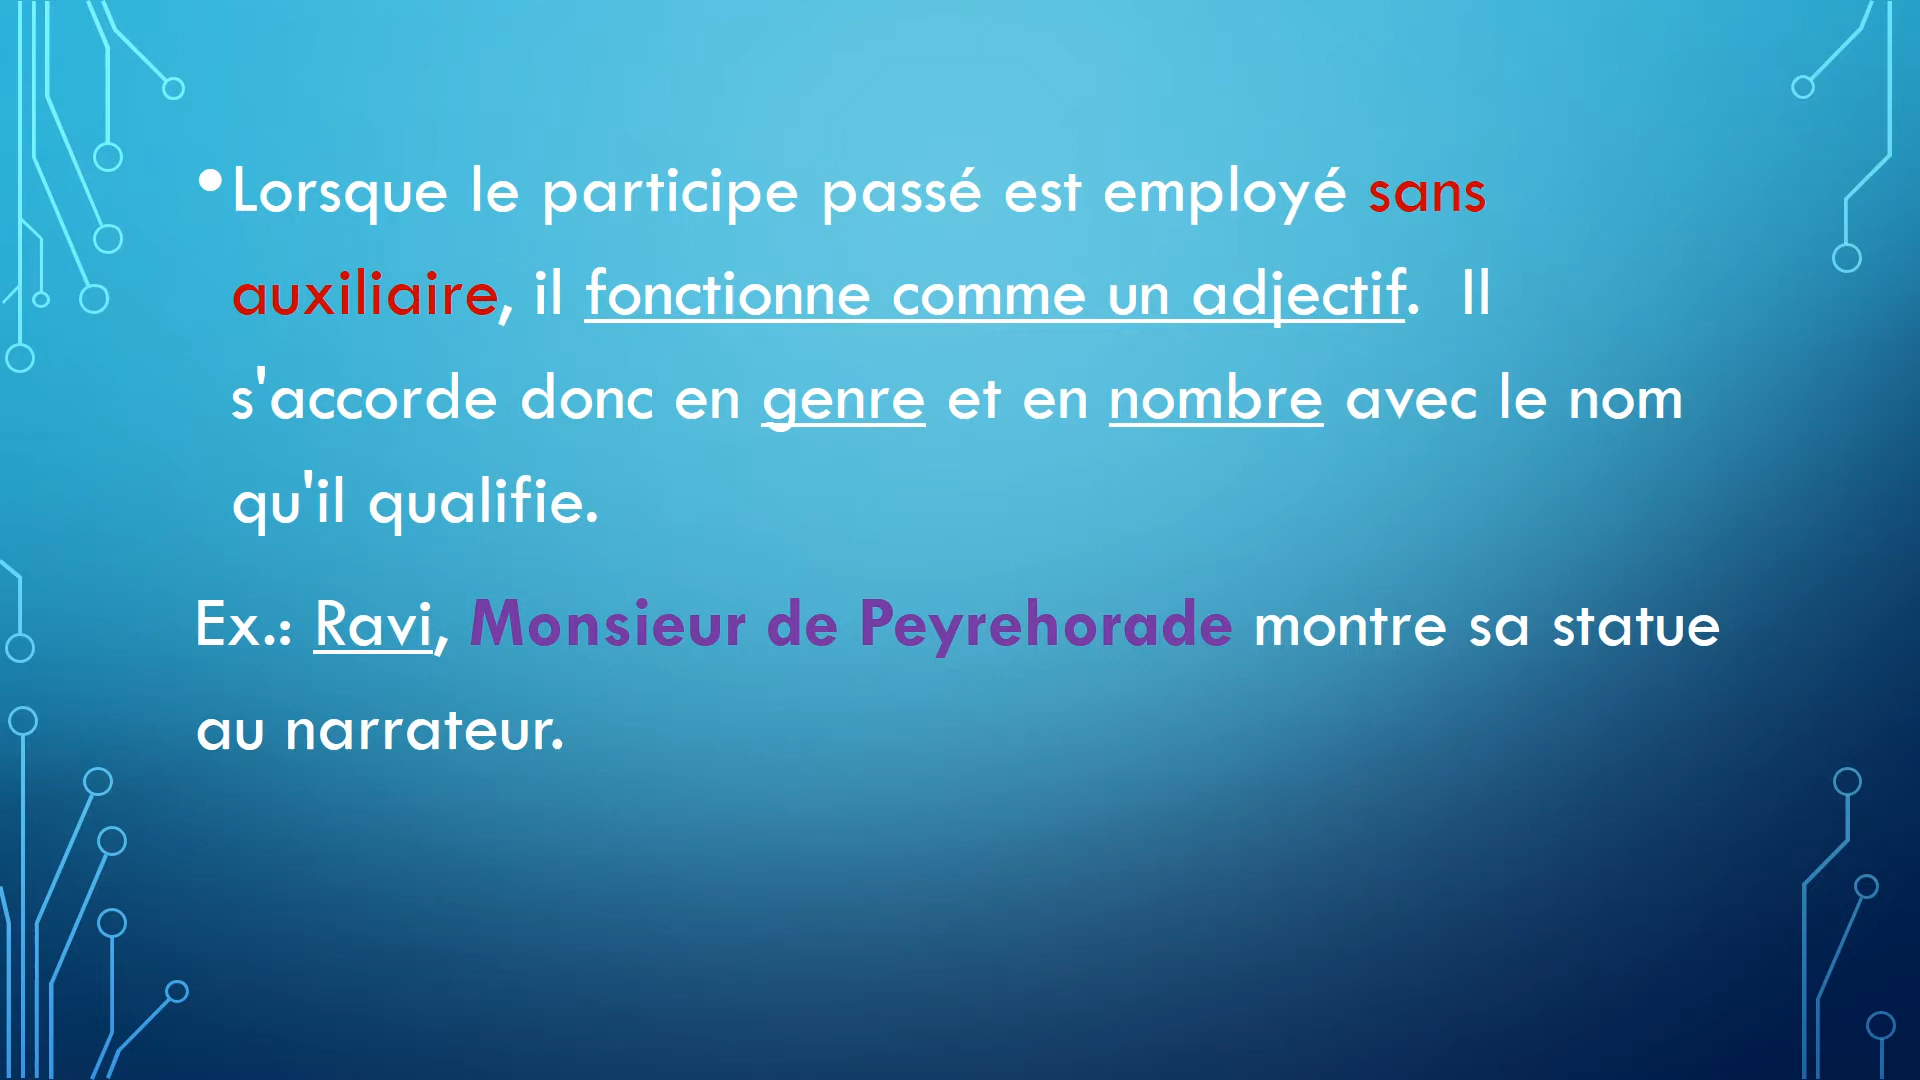 •Lorsque le participe passé est employé sans
auxiliaire, il fonctionne comme un adjectif.  Il
s'accorde donc en genre et en nombre avec le nom
qu'il qualifie.
Ex.: Ravi, Monsieur de Peyrehorade montre sa statue
au narrateur.